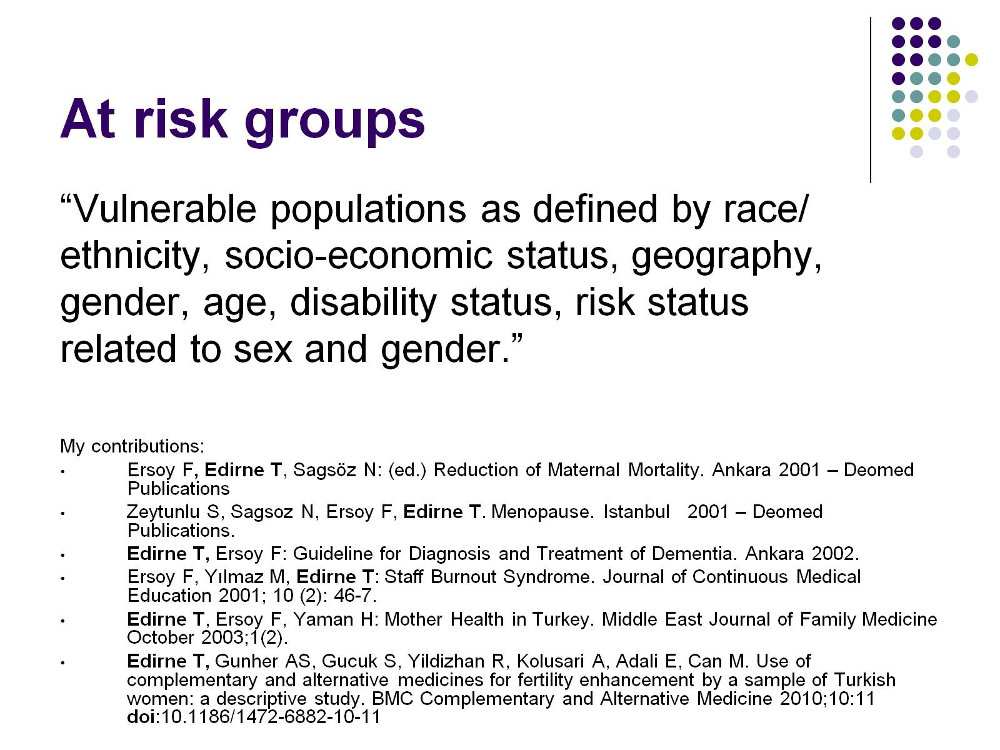 At risk groups
“Vulnerable populations as defined by race/
ethnicity, socio-economic status, geography,
gender, age, disability status, risk status
related to sex and gender.”
My contributions:
• Ersoy F, Edirne T, Sagsöz N: (ed.) Reduction of Maternal Mortality. Ankara 2001 – Deomed
Publications
• Zeytunlu S, Sagsoz N, Ersoy F, Edirne T. Menopause. Istanbul 2001 – Deomed
Publications.
• Edirne T, Ersoy F: Guideline for Diagnosis and Treatment of Dementia. Ankara 2002.
• Ersoy F, Yılmaz M, Edirne T: Staff Burnout Syndrome. Journal of Continuous Medical
Education 2001; 10 (2): 46-7.
• Edirne T, Ersoy F, Yaman H: Mother Health in Turkey. Middle East Journal of Family Medicine
October 2003;1(2).
• Edirne T, Gunher AS, Gucuk S, Yildizhan R, Kolusari A, Adali E, Can M. Use of
complementary and alternative medicines for fertility enhancement by a sample of Turkish
women: a descriptive study. BMC Complementary and Alternative Medicine 2010;10:11
doi:10.1186/1472-6882-10-11